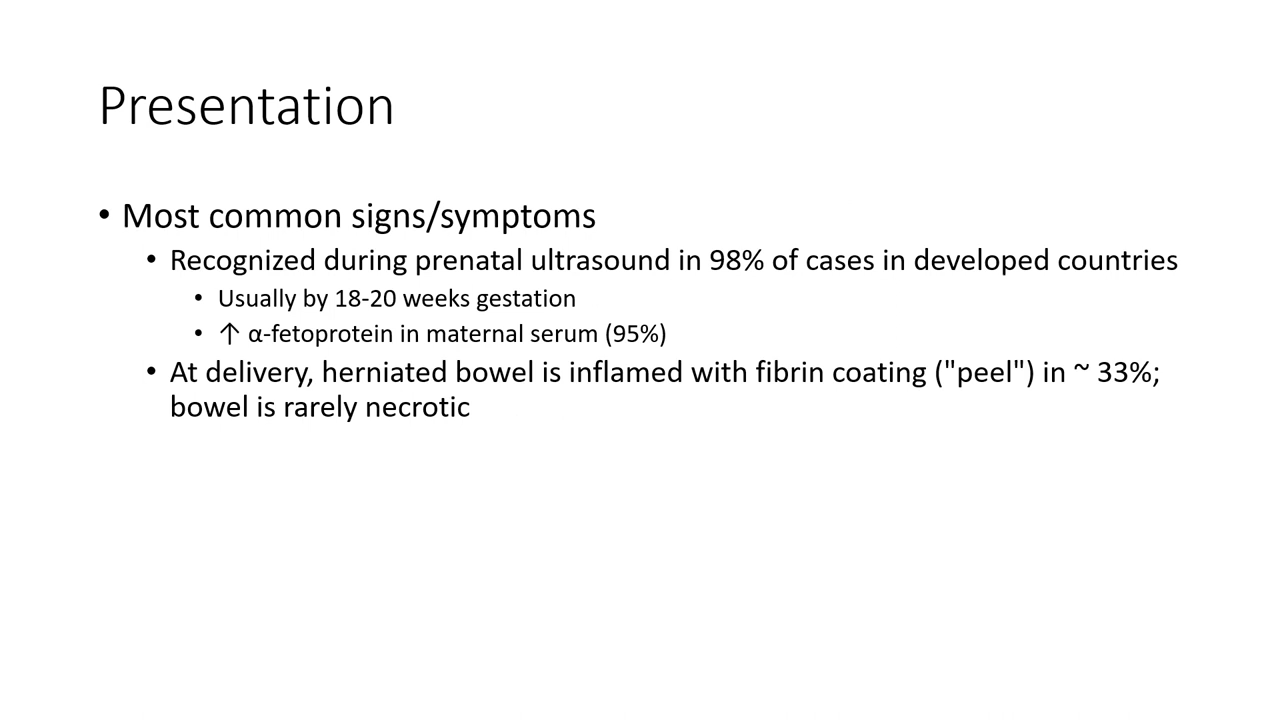 Presentation
• Most common signs/symptoms
• Recognized during prenatal ultrasound in 98% of cases in developed countries
• Usually by 18-20 weeks gestation
• ↑ α-fetoprotein in maternal serum (95%)
• At delivery, herniated bowel is inflamed with fibrin coating ("peel") in ~ 33%;
bowel is rarely necrotic